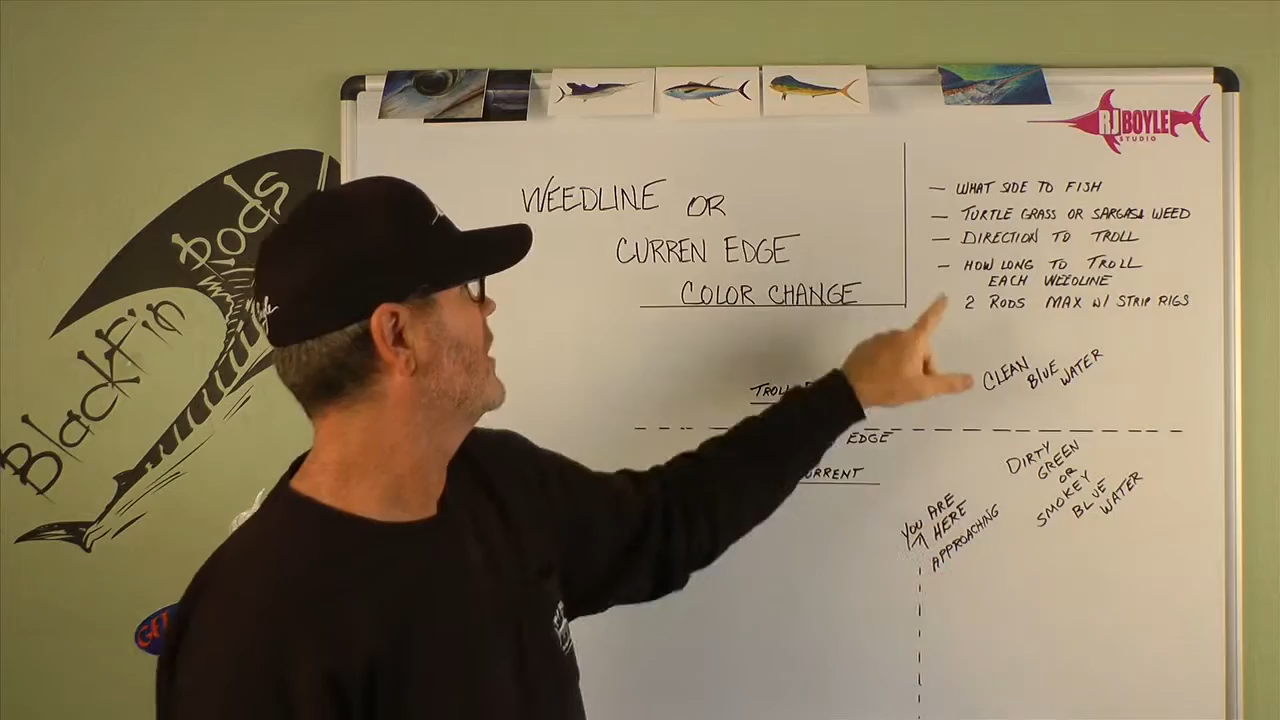 BlackFin
Rods
RJ BOYLE
STUDIO
WEEDLINE OR
CURREN EDGE
COLOR CHANGE
— WHAT SIDE TO FISH
— TURTLE GRASS OR SARGASM WEED
— DIRECTION TO TROLL
— HOW LONG TO TROLL
EACH WEEDLINE
2 RODS MAX W/ STRIP RIGS
CLEAN
BLUE
WATER
TROLL
EDGE
DIRTY
GREEN
OR
SMOKEY
BLUE
WATER
YOU ARE
HERE
APPROACHING